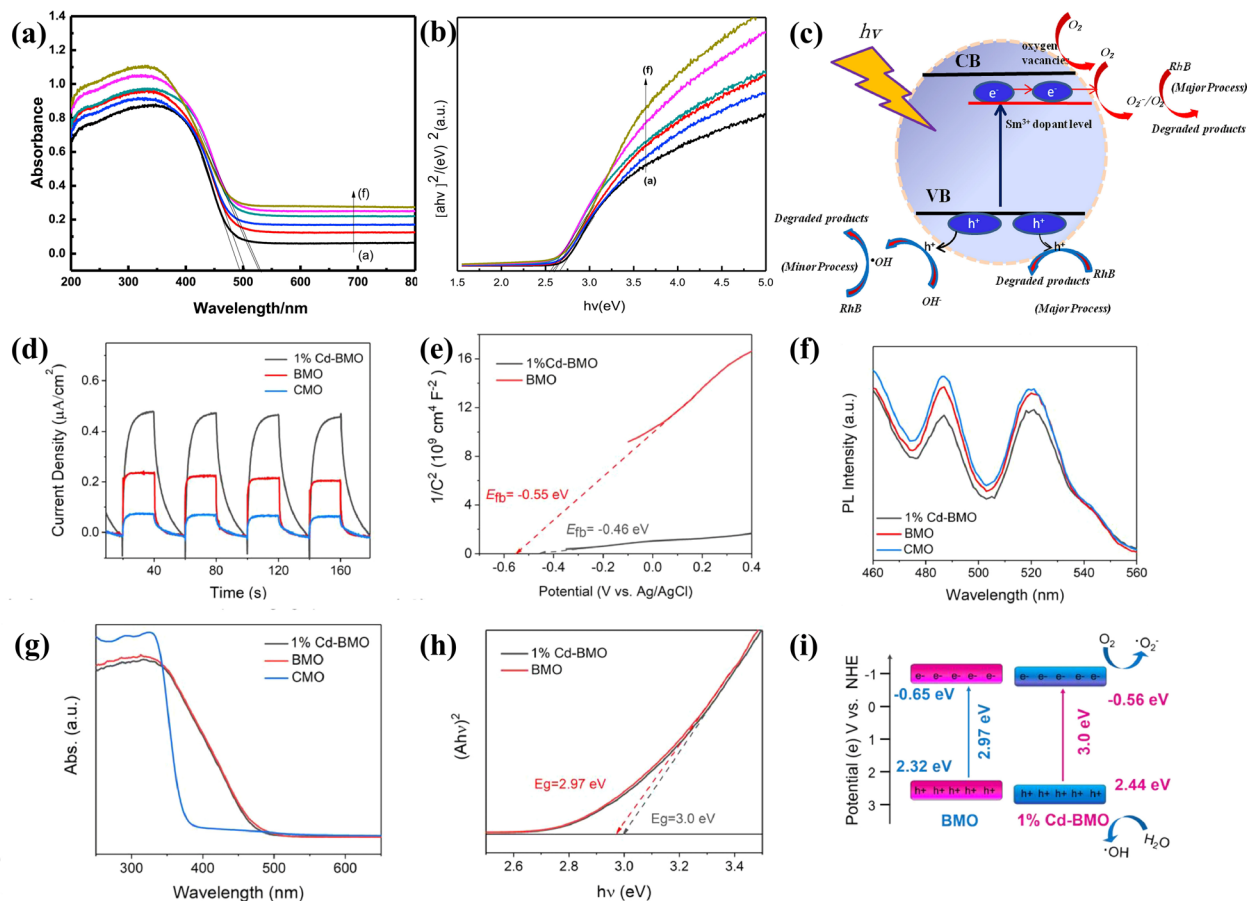 (a)
Absorbance
1.4
1.2
1.0
0.8
0.6
0.4
0.2
0.0
(f)
(a)
200
300
400
500
600
700
80
Wavelength/nm
(b)
[ahv ]²/(eV) ² (a.u.)
(f)
(a)
1.5
2.0
2.5
3.0
3.5
4.0
4.5
5.0
hv(eV)
(c)
hv
CB
oxygen
vacancies
O₂
O₂
e⁻
e⁻
Sm³⁺ dopant level
O₂⁻/O₂
RhB
(Major Process)
Degraded products
VB
h⁺
h⁺
h⁺
h⁺
Degraded products
(Minor Process)
•OH
OH⁻
RhB
Degraded products
RhB
(Major Process)
(d)
Current Density (μA/cm²)
0.6
0.4
0.2
0.0
1% Cd-BMO
BMO
CMO
40
80
120
160
Time (s)
(e)
1/C² (10⁹ cm⁴ F⁻²)
16
12
8
4
0
1%Cd-BMO
BMO
Efb= -0.55 eV
Efb= -0.46 eV
-0.6
-0.4
-0.2
0.0
0.2
0.4
Potential (V vs. Ag/AgCl)
(f)
PL Intensity (a.u.)
1% Cd-BMO
BMO
CMO
460
480
500
520
540
560
Wavelength (nm)
(g)
Abs. (a.u.)
1% Cd-BMO
BMO
CMO
300
400
500
600
Wavelength (nm)
(h)
(Ahν)²
1% Cd-BMO
BMO
Eg=2.97 eV
Eg=3.0 eV
2.6
2.8
3.0
3.2
3.4
hν (eV)
(i)
Potential (e) V vs. NHE
-1
0
1
2
3
e- e- e- e- e-
-0.65 eV
2.97 eV
2.32 eV
h+ h+ h+ h+ h+
BMO
e- e- e- e- e-
-0.56 eV
3.0 eV
2.44 eV
h+ h+ h+ h+ h+
1% Cd-BMO
O₂
·O₂⁻
·OH
H₂O